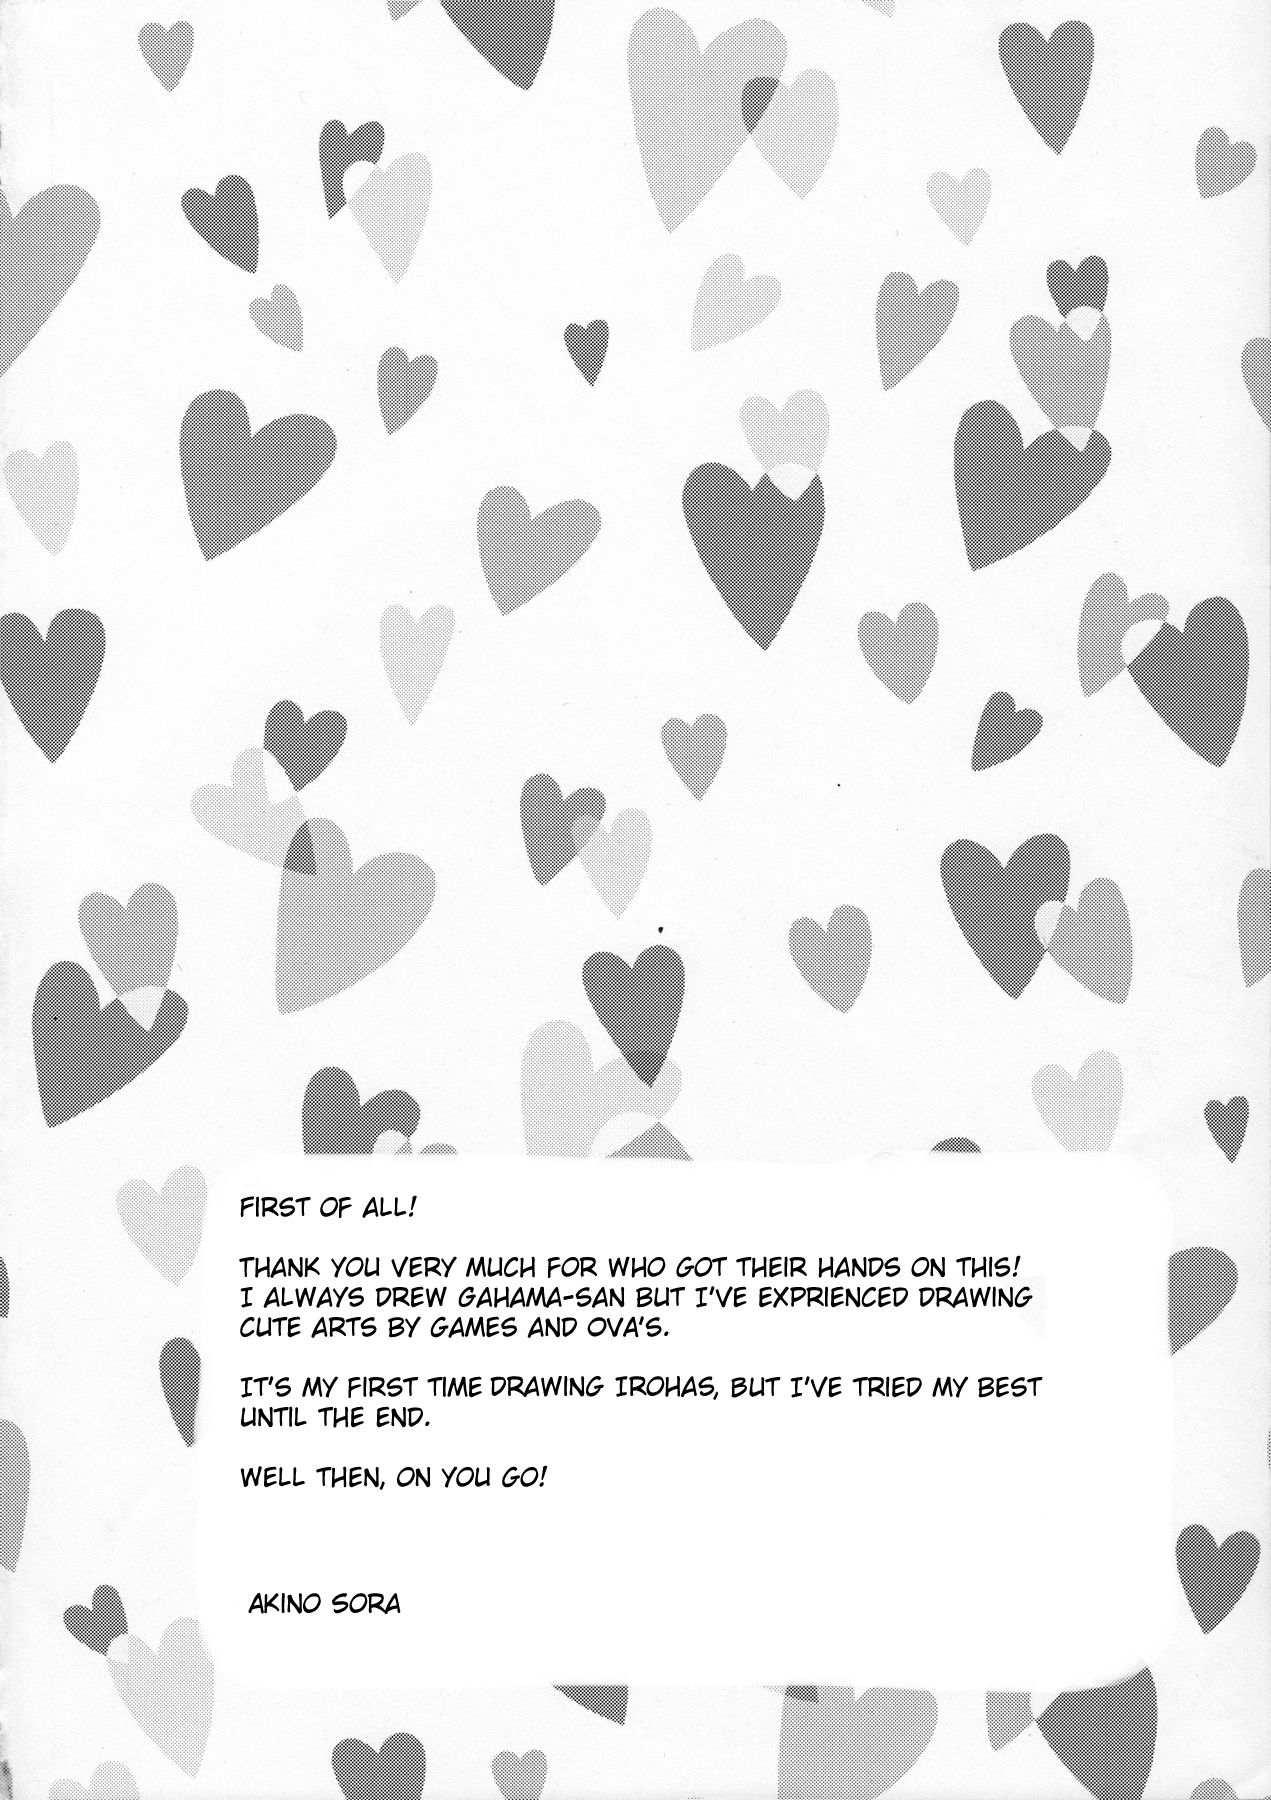 FIRST OF ALL!
THANK YOU VERY MUCH FOR WHO GOT THEIR HANDS ON THIS!
I ALWAYS DREW GAHAMA-SAN BUT I'VE EXPRIENCED DRAWING
CUTE ARTS BY GAMES AND OVA'S.
IT'S MY FIRST TIME DRAWING IROHAS, BUT I'VE TRIED MY BEST
UNTIL THE END.
WELL THEN, ON YOU GO!
AKINO SORA